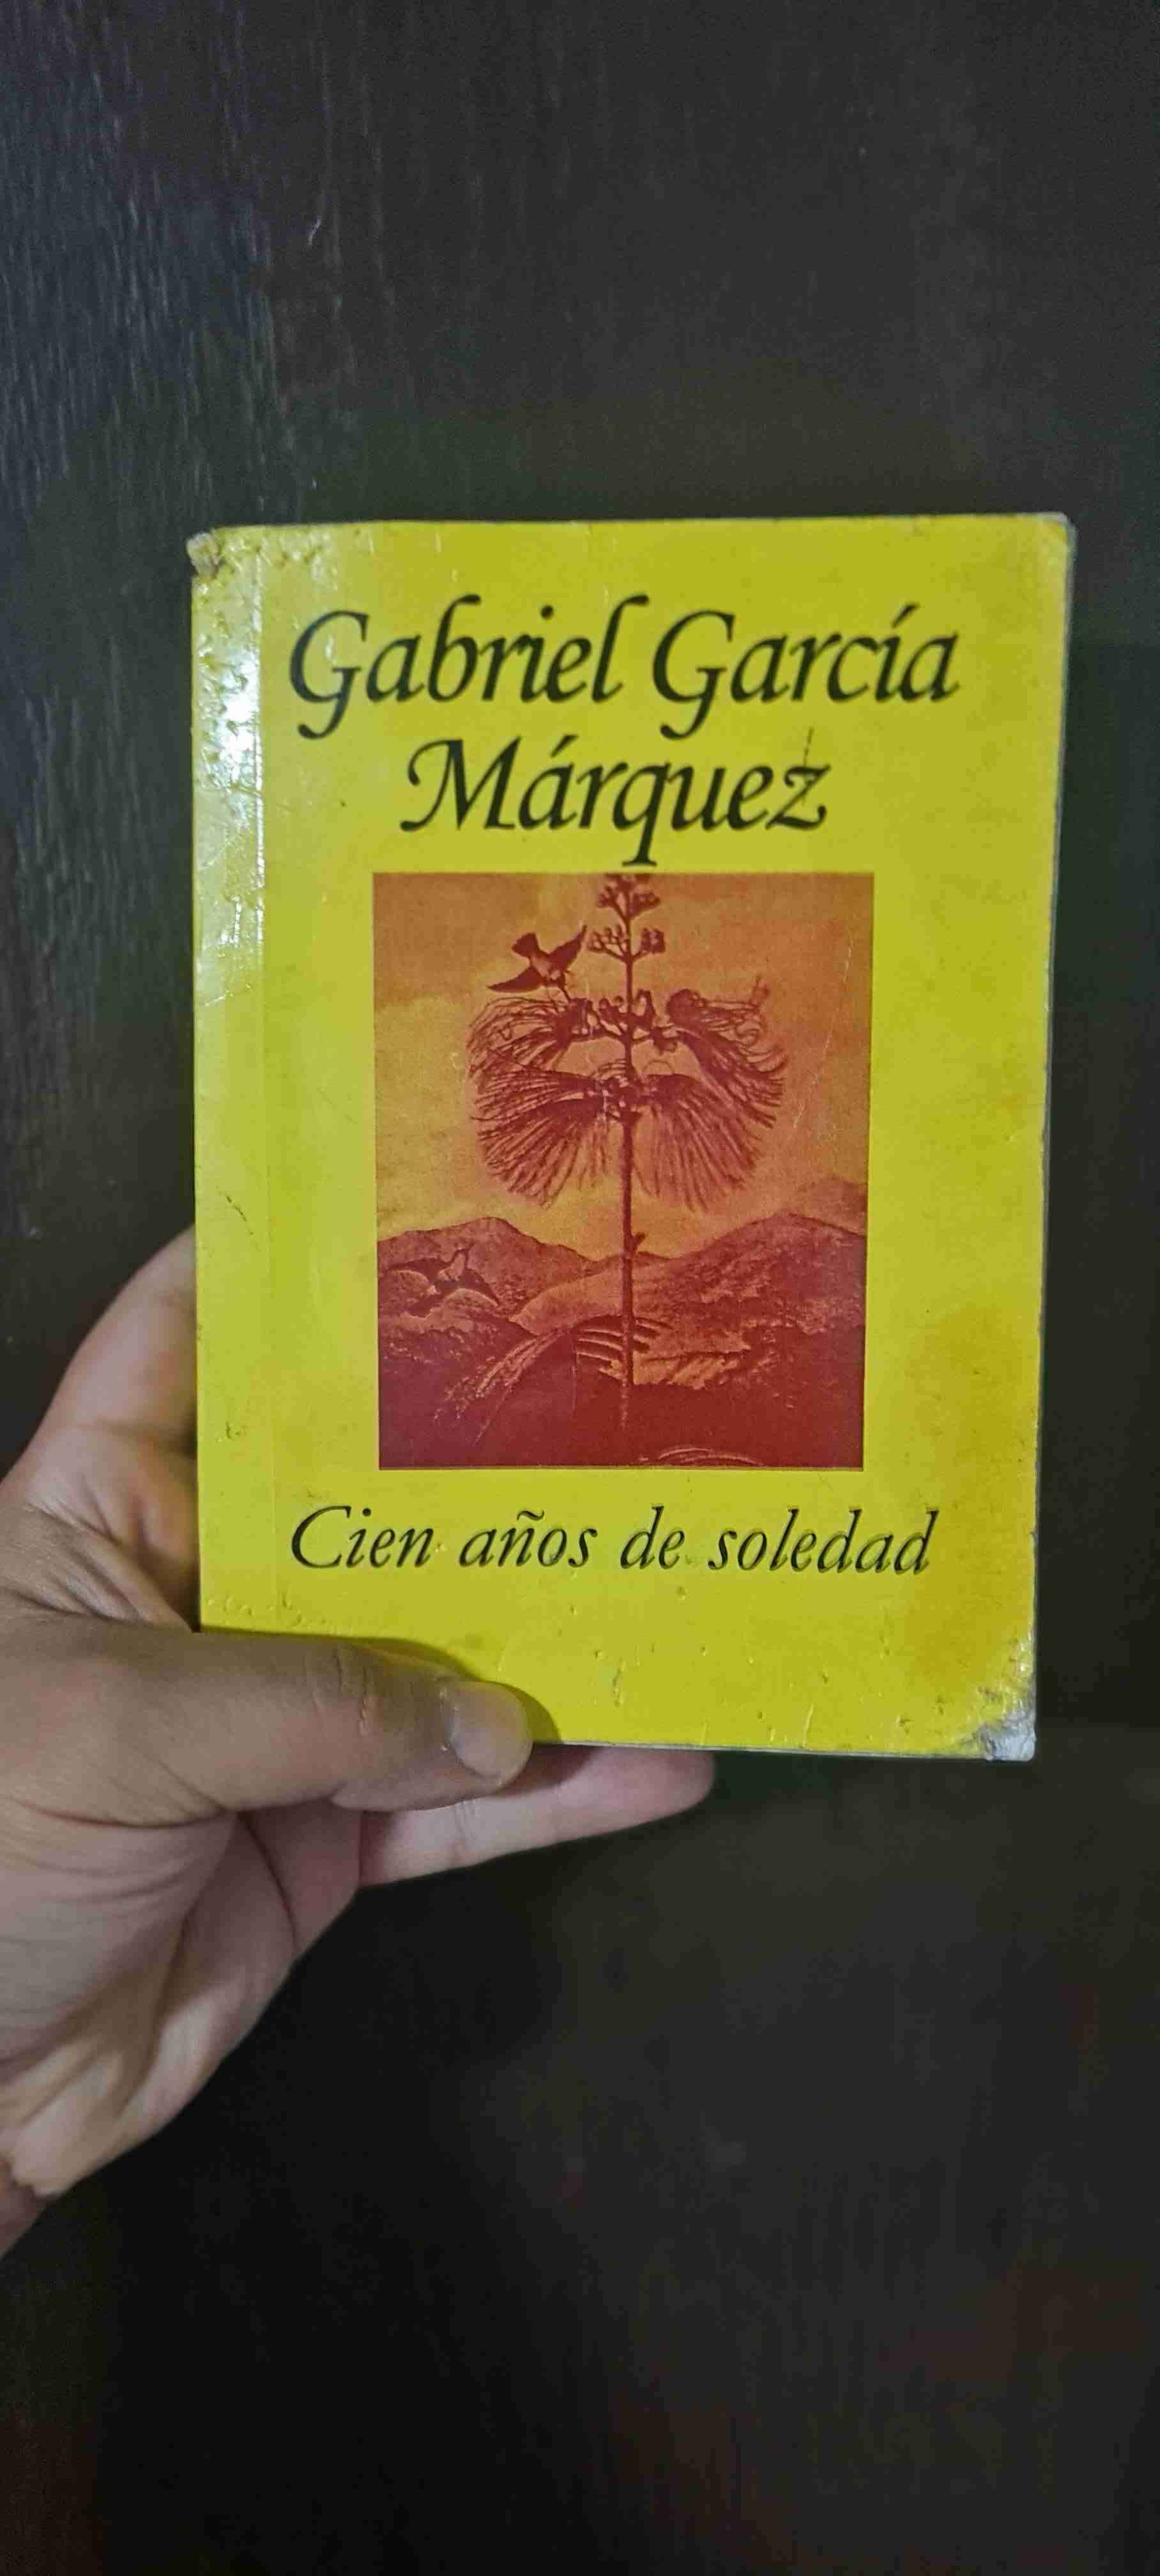 Gabriel García
Márquez
Cien años de soledad